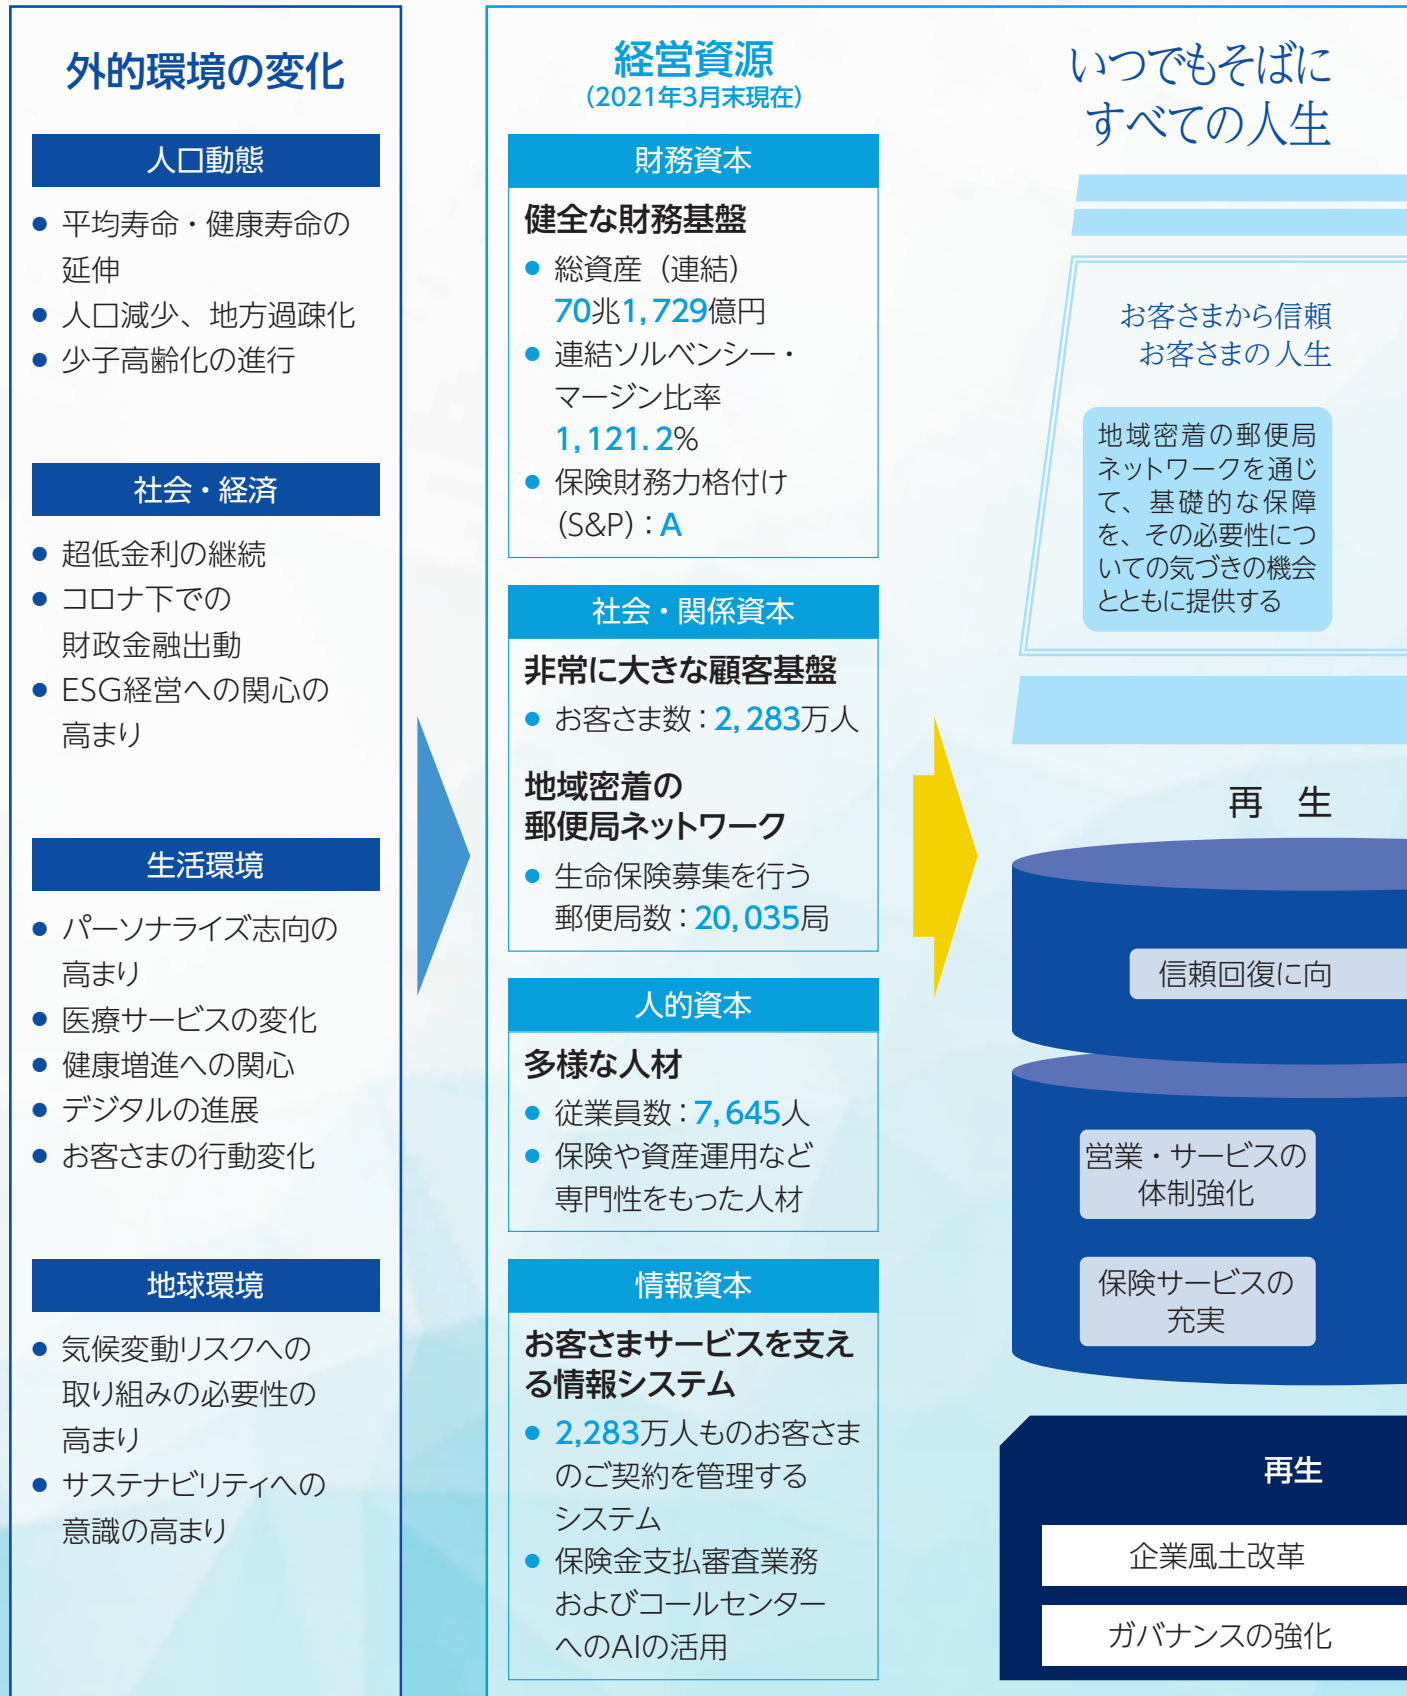 外的環境の変化
人口動態
● 平均寿命・健康寿命の
延伸
● 人口減少、地方過疎化
● 少子高齢化の進行
社会・経済
● 超低金利の継続
● コロナ下での
財政金融出動
● ESG経営への関心の
高まり
生活環境
● パーソナライズ志向の
高まり
● 医療サービスの変化
● 健康増進への関心
● デジタルの進展
● お客さまの行動変化
地球環境
● 気候変動リスクへの
取り組みの必要性の
高まり
● サステナビリティへの
意識の高まり
経営資源
(2021年3月末現在)
財務資本
健全な財務基盤
● 総資産（連結）
70兆1,729億円
● 連結ソルベンシー・
マージン比率
1,121.2%
● 保険財務力格付け
(S&P)：A
社会・関係資本
非常に大きな顧客基盤
● お客さま数：2,283万人
地域密着の
郵便局ネットワーク
● 生命保険募集を行う
郵便局数：20,035局
人的資本
多様な人材
● 従業員数：7,645人
● 保険や資産運用など
専門性をもった人材
情報資本
お客さまサービスを支え
る情報システム
● 2,283万人ものお客さま
のご契約を管理する
システム
● 保険金支払審査業務
およびコールセンター
へのAIの活用
いつでもそばに
すべての人生
お客さまから信頼
お客さまの人生
地域密着の郵便局
ネットワークを通じ
て、基礎的な保障
を、その必要性につ
いての気づきの機会
とともに提供する
再 生
信頼回復に向
営業・サービスの
体制強化
保険サービスの
充実
再生
企業風土改革
ガバナンスの強化